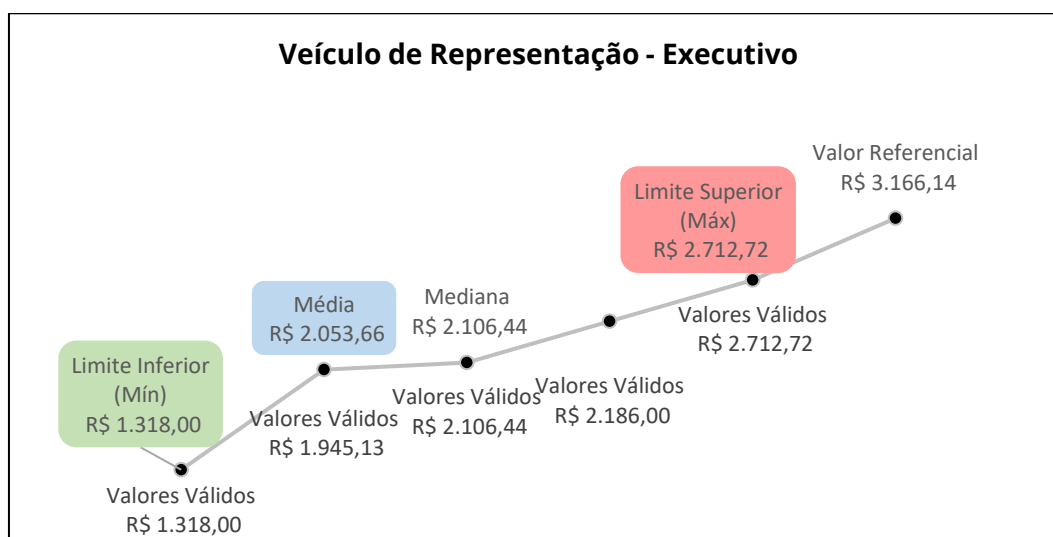 Veículo de Representação - Executivo
Valor Referencial
R$ 3.166,14
Limite Superior
(Máx)
R$ 2.712,72
Média
R$ 2.053,66
Mediana
R$ 2.106,44
Valores Válidos
R$ 2.712,72
Limite Inferior
(Mín)
R$ 1.318,00
Valores Válidos
R$ 1.945,13
Valores Válidos
R$ 2.106,44
Valores Válidos
R$ 2.186,00
Valores Válidos
R$ 1.318,00